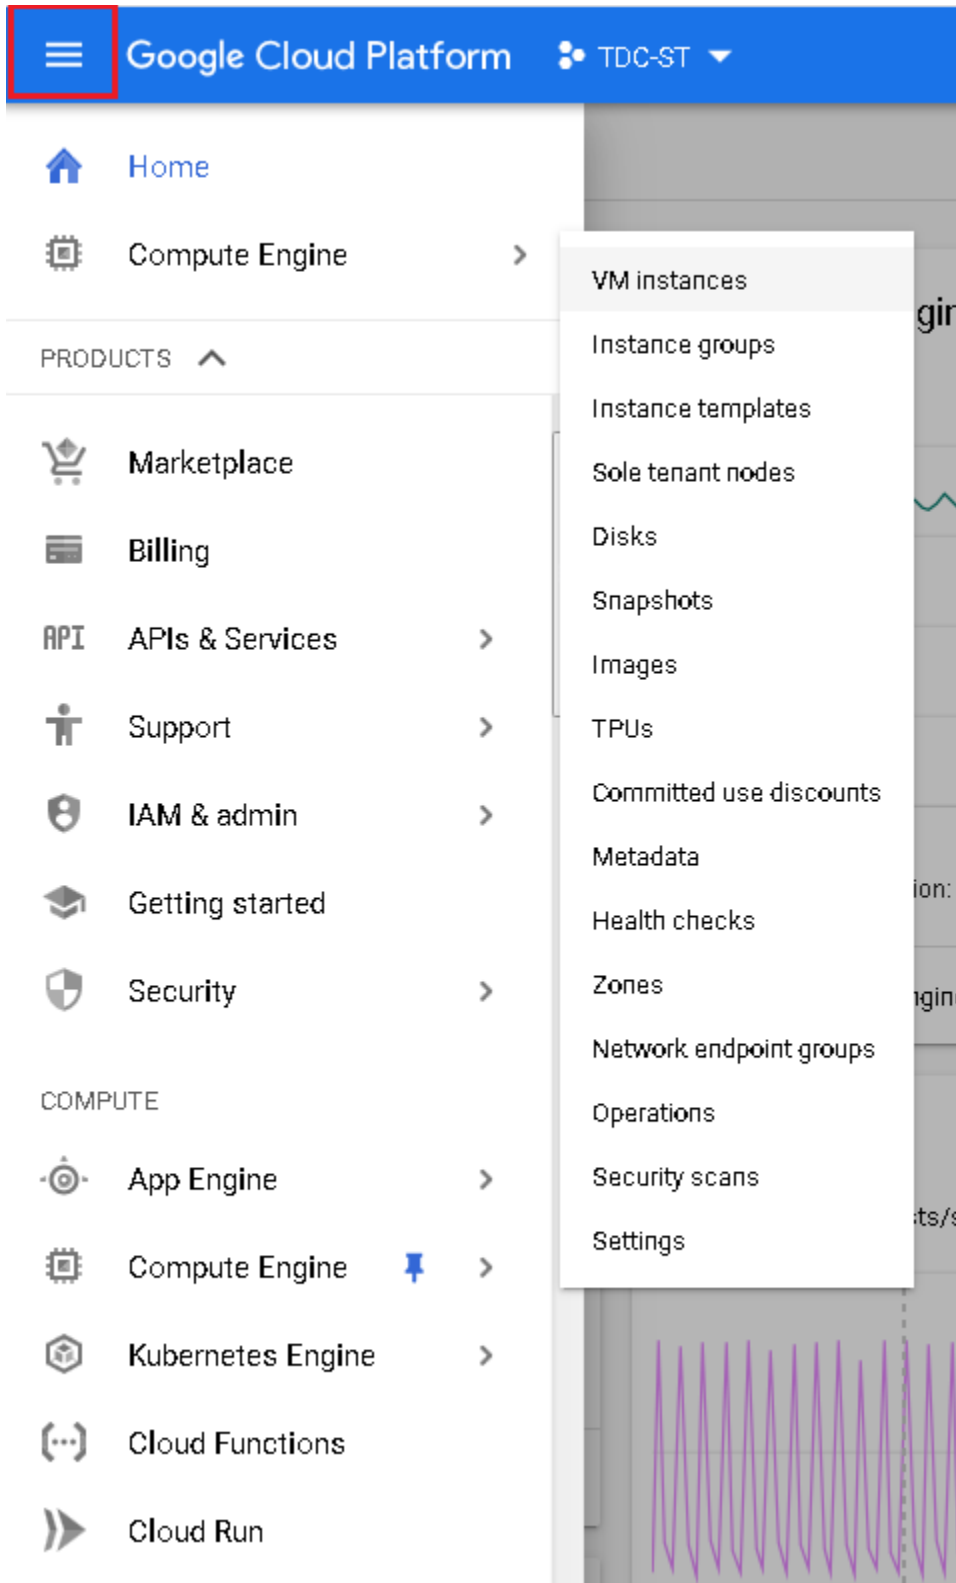 Google Cloud Platform TDC-ST
Home
Compute Engine
PRODUCTS
Marketplace
Billing
API APIs & Services
Support
IAM & admin
Getting started
Security
COMPUTE
App Engine
Compute Engine
Kubernetes Engine
Cloud Functions
Cloud Run
VM instances
Instance groups
Instance templates
Sole tenant nodes
Disks
Snapshots
Images
TPUs
Committed use discounts
Metadata
Health checks
Zones
Network endpoint groups
Operations
Security scans
Settings